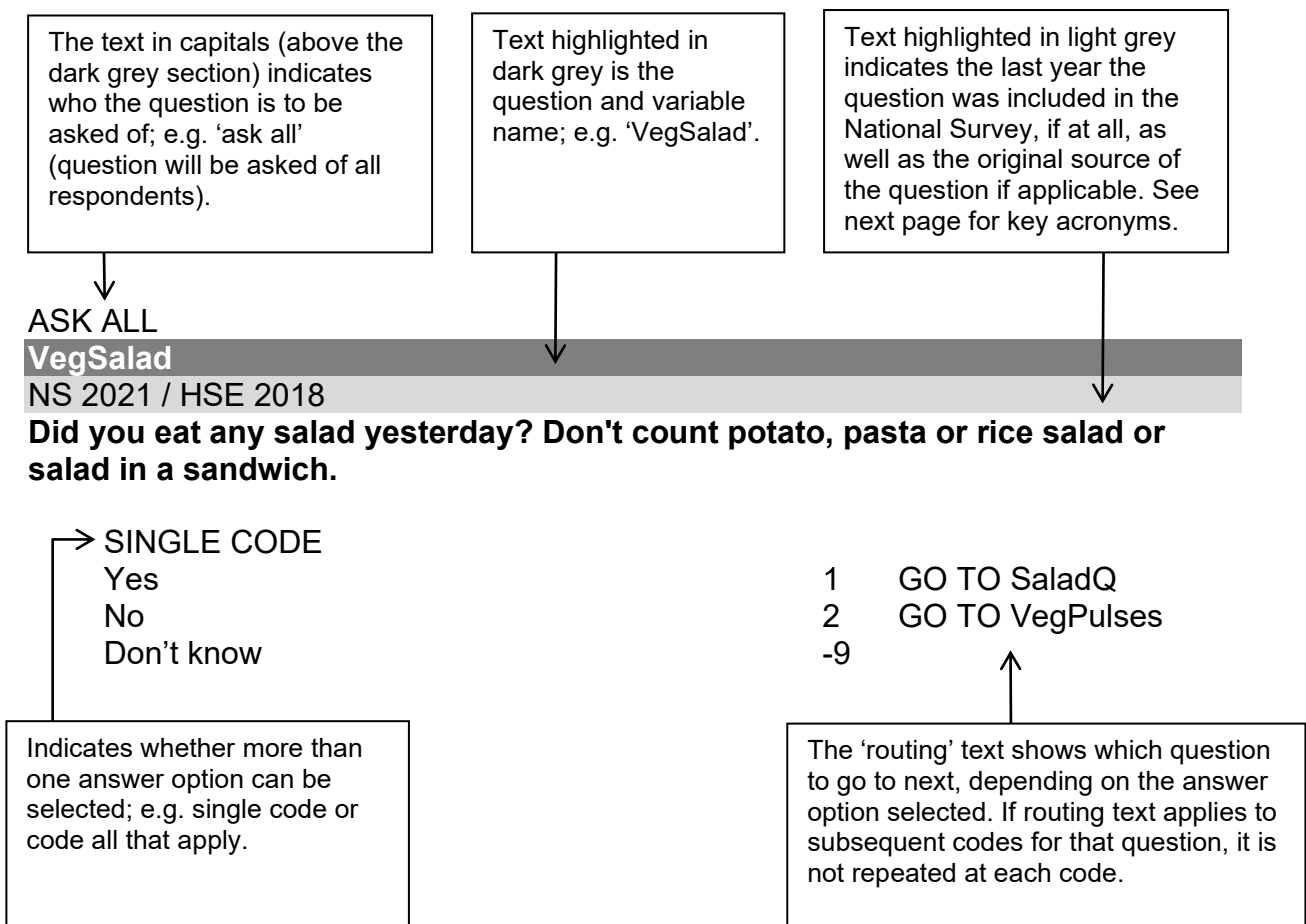 The text in capitals (above the
dark grey section) indicates
who the question is to be
asked of; e.g. ‘ask all’
(question will be asked of all
respondents).
Text highlighted in
dark grey is the
question and variable
name; e.g. ‘VegSalad’.
Text highlighted in light grey
indicates the last year the
question was included in the
National Survey, if at all, as
well as the original source of
the question if applicable. See
next page for key acronyms.
ASK ALL
VegSalad
NS 2021 / HSE 2018
Did you eat any salad yesterday? Don't count potato, pasta or rice salad or
salad in a sandwich.
SINGLE CODE
Yes 1 GO TO SaladQ
No 2 GO TO VegPulses
Don’t know -9
Indicates whether more than
one answer option can be
selected; e.g. single code or
code all that apply.
The ‘routing’ text shows which question
to go to next, depending on the answer
option selected. If routing text applies to
subsequent codes for that question, it is
not repeated at each code.